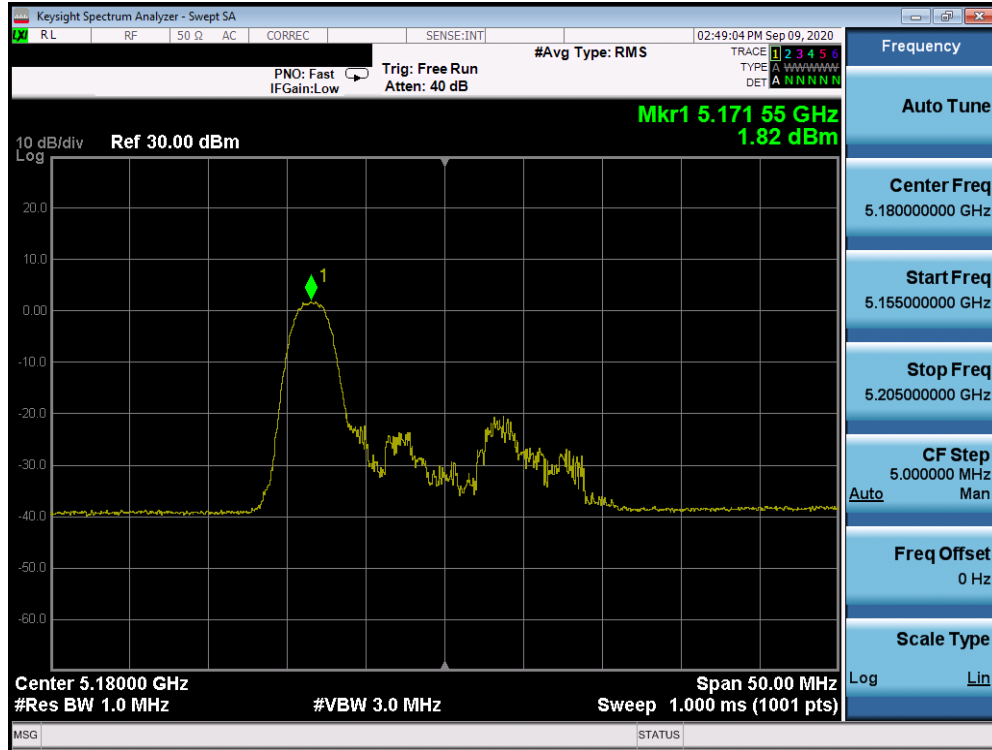 Keysight Spectrum Analyzer - Swept SA
LXI RL RF 50 Ω AC CORREC SENSE:INT 02:49:04 PM Sep 09, 2020
#Avg Type: RMS
TRACE 1 2 3 4 5 6
TYPE A WWWWW
DET A N N N N N
PNO: Fast Trig: Free Run
IFGain:Low Atten: 40 dB
Mkr1 5.171 55 GHz
1.82 dBm
10 dB/div Ref 30.00 dBm
Log
20.0
10.0
1
0.00
-10.0
-20.0
-30.0
-40.0
-50.0
-60.0
Center 5.18000 GHz Span 50.00 MHz
#Res BW 1.0 MHz #VBW 3.0 MHz Sweep 1.000 ms (1001 pts)
MSG STATUS
Frequency
Auto Tune
Center Freq
5.180000000 GHz
Start Freq
5.155000000 GHz
Stop Freq
5.205000000 GHz
CF Step
5.000000 MHz
Auto Man
Freq Offset
0 Hz
Scale Type
Log Lin